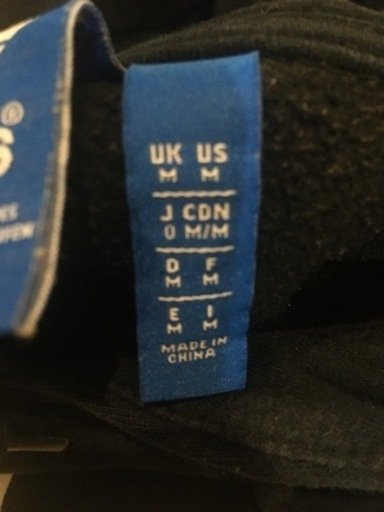 ®
S
UK US
M M
J CDN
O M/M
D F
M M
E I
M M
MADE IN
CHINA